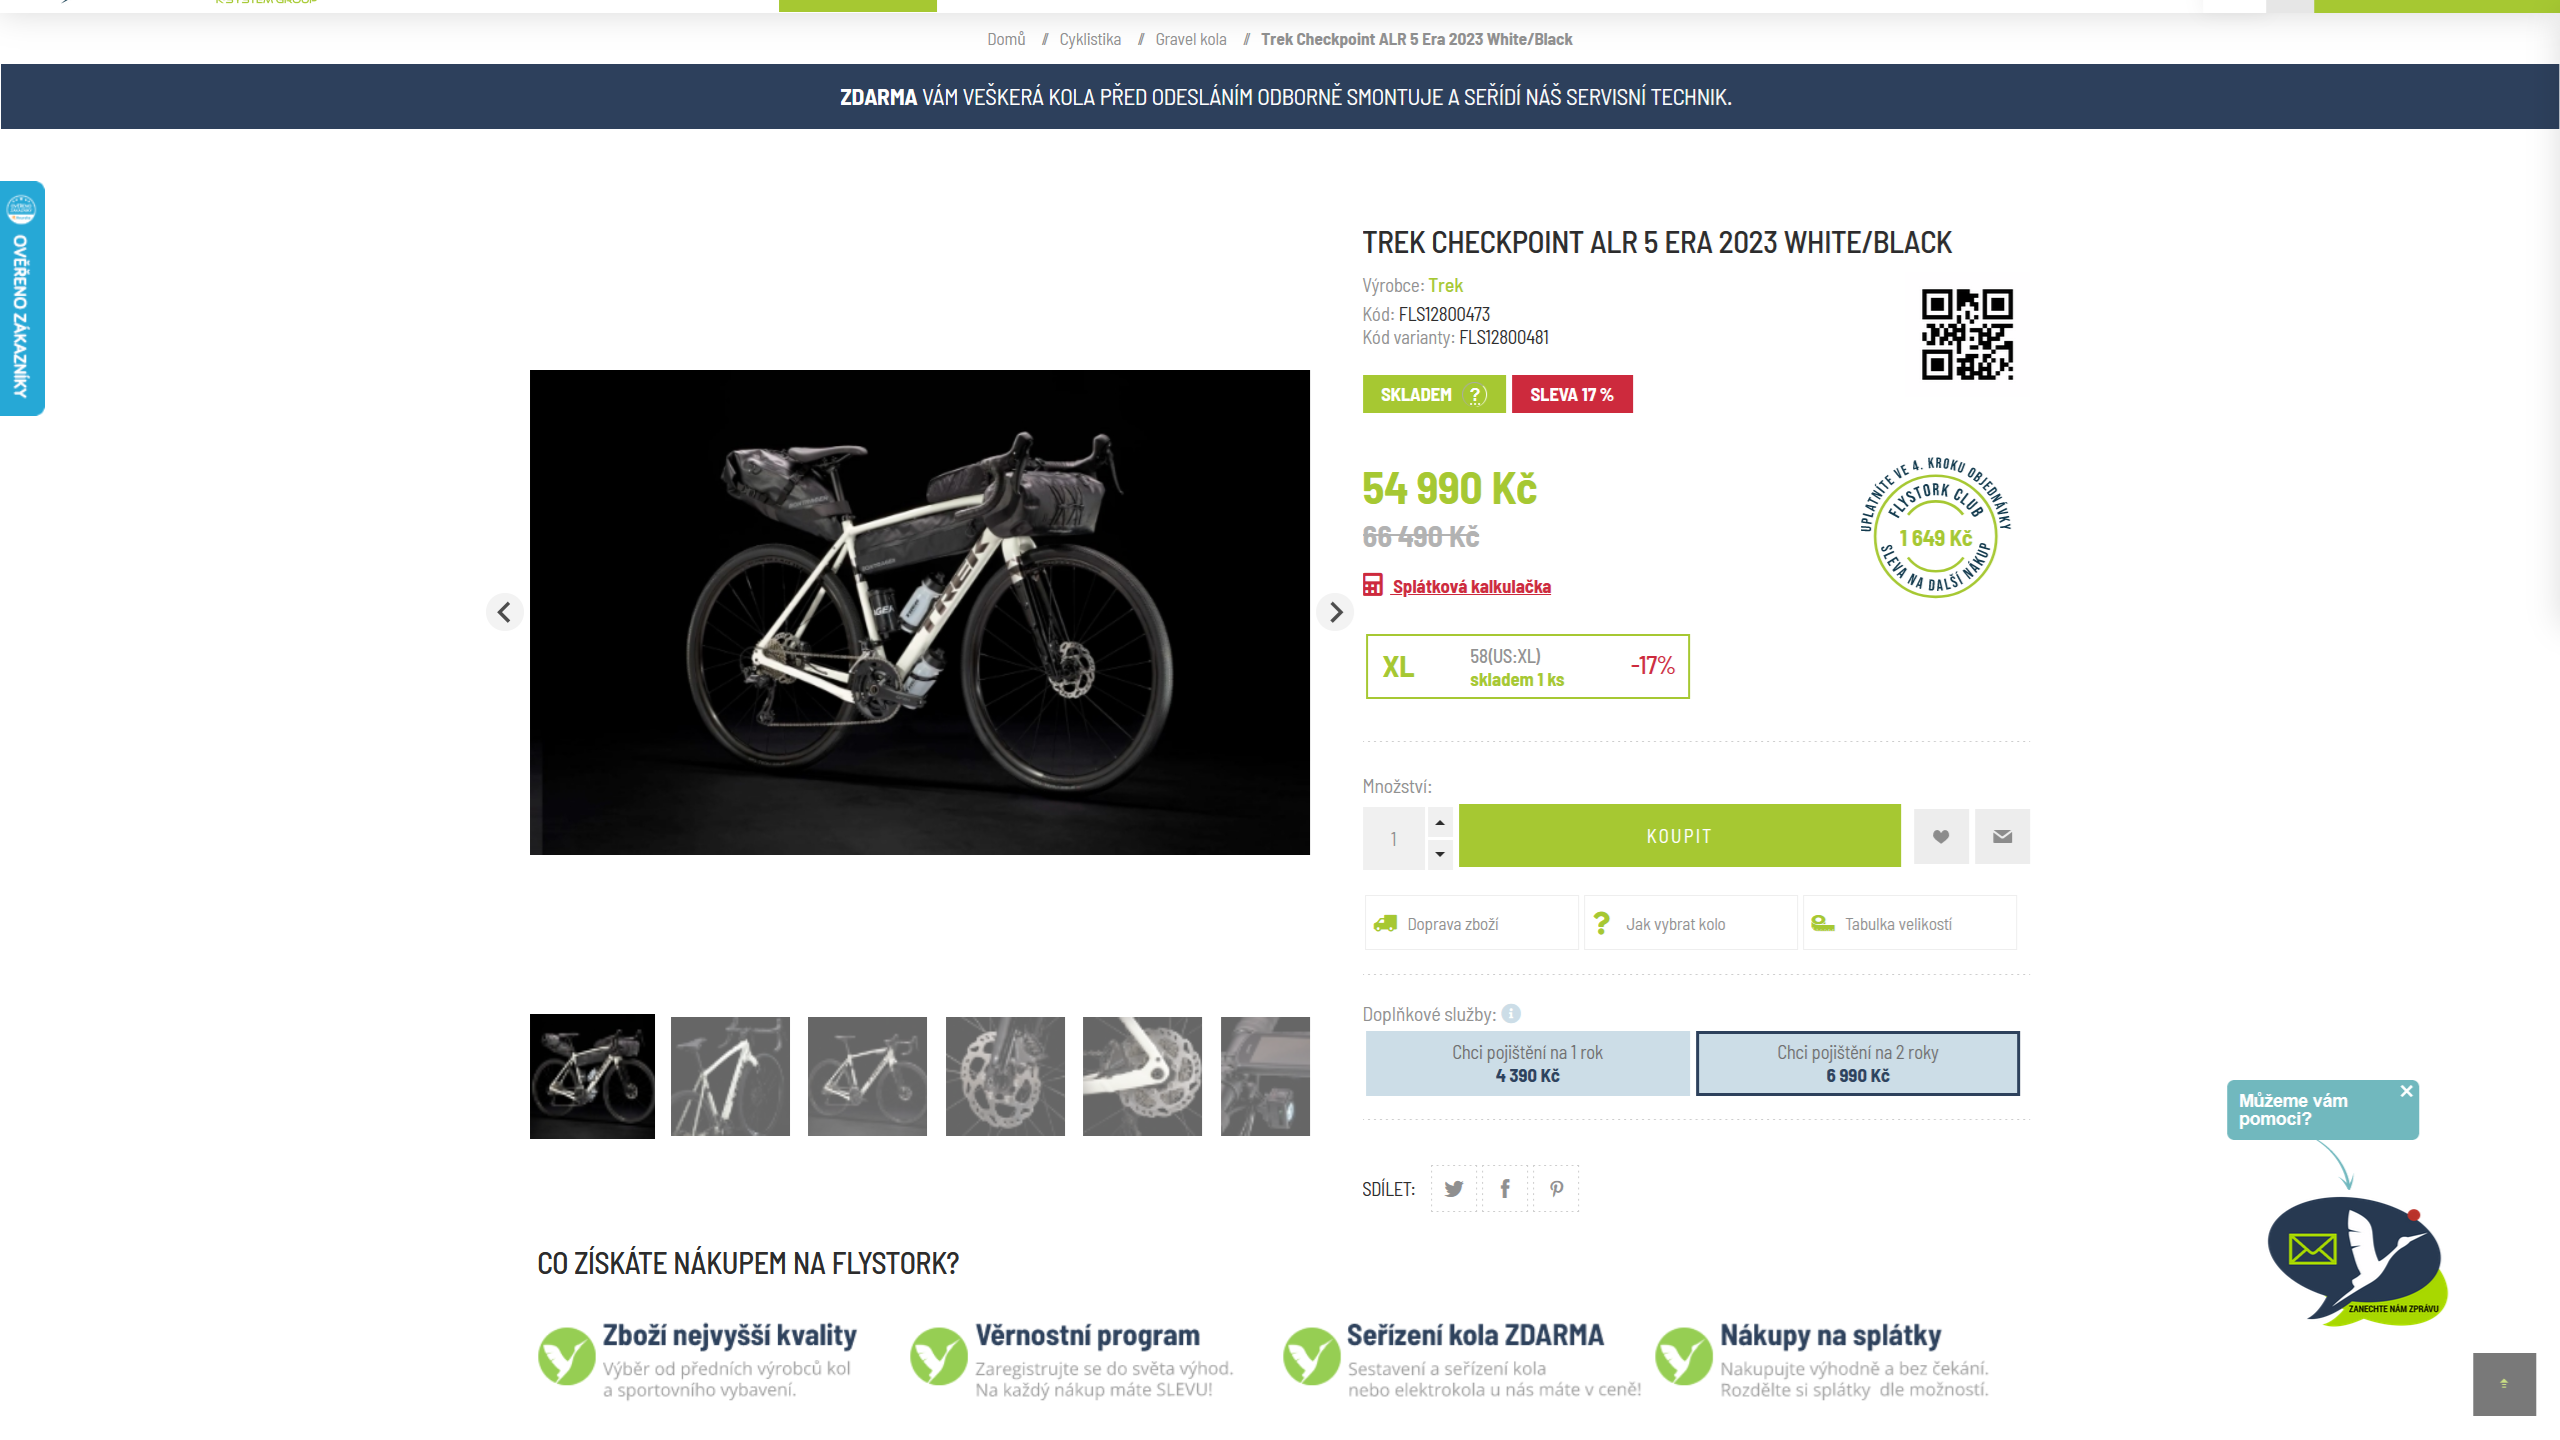 Domů // Cyklistika // Gravel kola // Trek Checkpoint ALR 5 Era 2023 White/Black
ZDARMA VÁM VEŠKERÁ KOLA PŘED ODESLÁNÍM ODBORNĚ SMONTUJE A SEŘÍDÍ NÁŠ SERVISNÍ TECHNIK.
OVĚŘENO ZÁKAZNÍKY
TREK CHECKPOINT ALR 5 ERA 2023 WHITE/BLACK
Výrobce: Trek
Kód: FLS12800473
Kód varianty: FLS12800481
SKLADEM ?
SLEVA 17 %
54 990 Kč
66 490 Kč
Splátková kalkulačka
UPLATNÍTE VE 4. KROKU OBJEDNÁVKY
FLYSTORK CLUB
1 649 Kč
SLEVA NA DALŠÍ NÁKUP
XL
58(US:XL)
skladem 1 ks
-17%
TREK
Množství:
1
KOUPIT
Doprava zboží
Jak vybrat kolo
Tabulka velikostí
Doplňkové služby:
Chci pojištění na 1 rok
4 390 Kč
Chci pojištění na 2 roky
6 990 Kč
SDÍLET:
Můžeme vám
pomoci?
ZANECHTE NÁM ZPRÁVU
CO ZÍSKÁTE NÁKUPEM NA FLYSTORK?
Zboží nejvyšší kvality
Výběr od předních výrobců kol
a sportovního vybavení.
Věrnostní program
Zaregistrujte se do světa výhod.
Na každý nákup máte SLEVU!
Seřízení kola ZDARMA
Sestavení a seřízení kola
nebo elektrokola u nás máte v ceně!
Nákupy na splátky
Nakupujte výhodně a bez čekání.
Rozdělte si splátky dle možností.